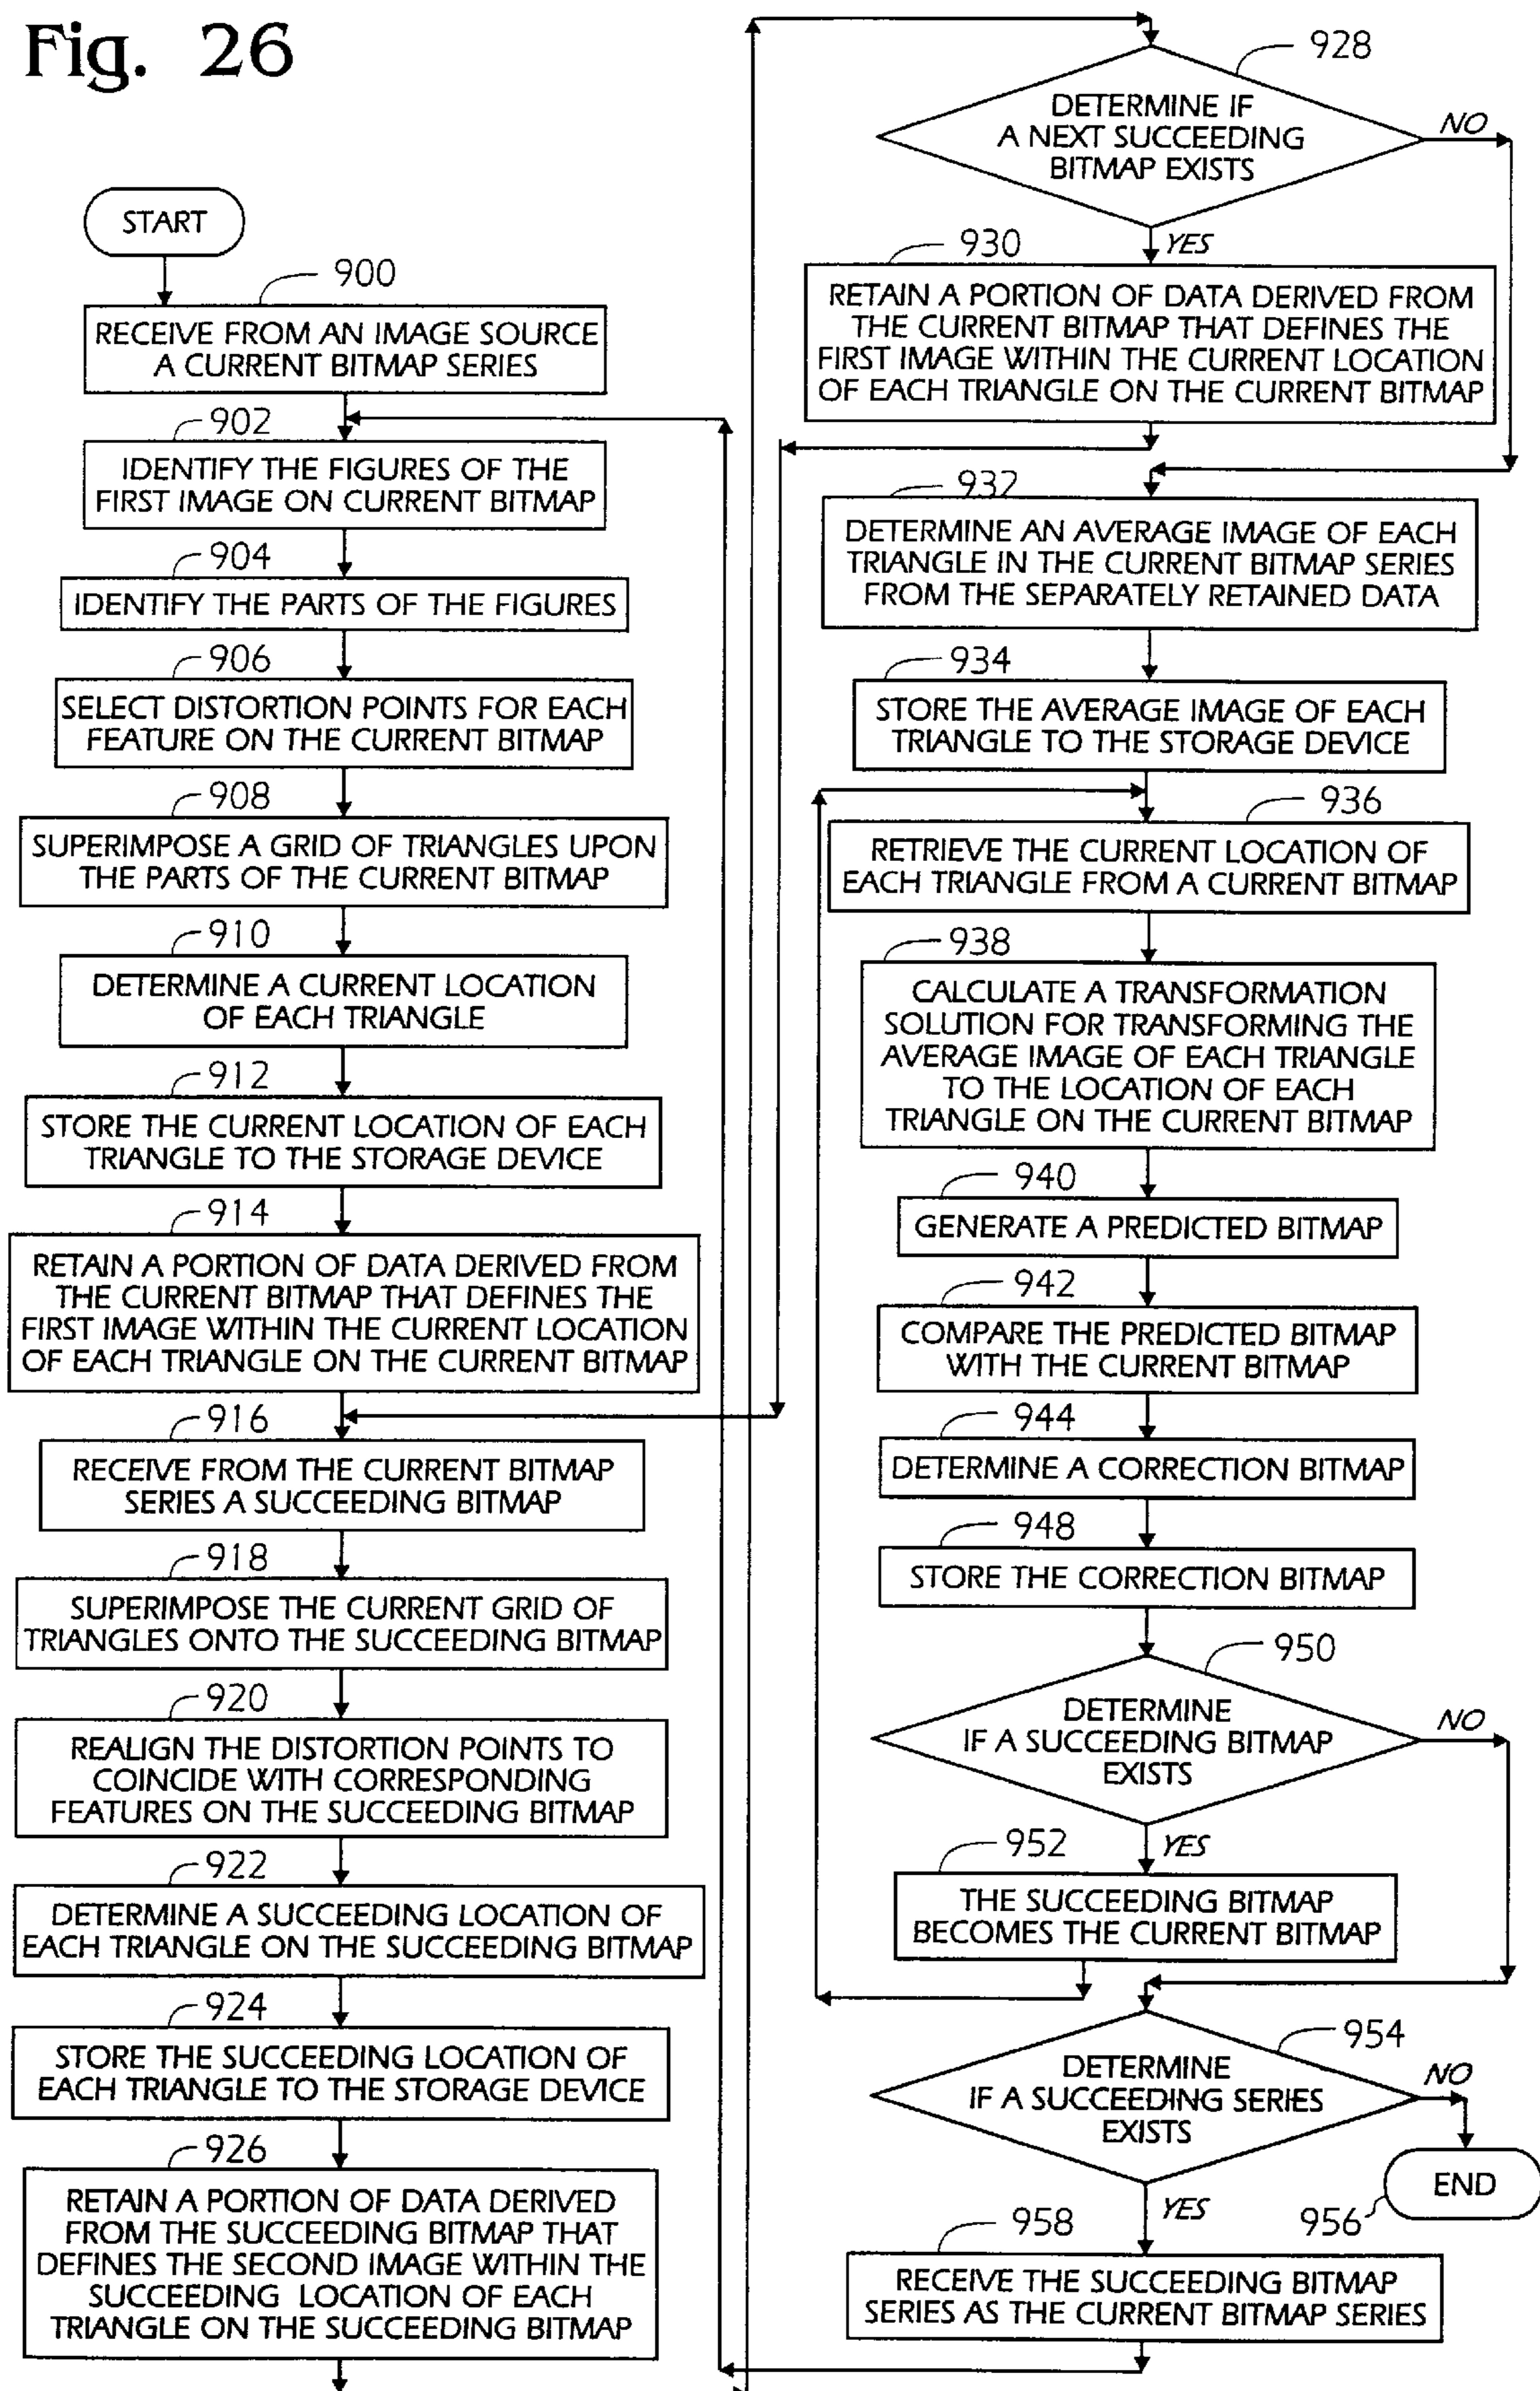 Fig. 26
START
900
RECEIVE FROM AN IMAGE SOURCE
A CURRENT BITMAP SERIES
902
IDENTIFY THE FIGURES OF THE
FIRST IMAGE ON CURRENT BITMAP
904
IDENTIFY THE PARTS OF THE FIGURES
906
SELECT DISTORTION POINTS FOR EACH
FEATURE ON THE CURRENT BITMAP
908
SUPERIMPOSE A GRID OF TRIANGLES UPON
THE PARTS OF THE CURRENT BITMAP
910
DETERMINE A CURRENT LOCATION
OF EACH TRIANGLE
912
STORE THE CURRENT LOCATION OF EACH
TRIANGLE TO THE STORAGE DEVICE
914
RETAIN A PORTION OF DATA DERIVED FROM
THE CURRENT BITMAP THAT DEFINES THE
FIRST IMAGE WITHIN THE CURRENT LOCATION
OF EACH TRIANGLE ON THE CURRENT BITMAP
916
RECEIVE FROM THE CURRENT BITMAP
SERIES A SUCCEEDING BITMAP
918
SUPERIMPOSE THE CURRENT GRID OF
TRIANGLES ONTO THE SUCCEEDING BITMAP
920
REALIGN THE DISTORTION POINTS TO
COINCIDE WITH CORRESPONDING
FEATURES ON THE SUCCEEDING BITMAP
922
DETERMINE A SUCCEEDING LOCATION OF
EACH TRIANGLE ON THE SUCCEEDING BITMAP
924
STORE THE SUCCEEDING LOCATION OF
EACH TRIANGLE TO THE STORAGE DEVICE
926
RETAIN A PORTION OF DATA DERIVED
FROM THE SUCCEEDING BITMAP THAT
DEFINES THE SECOND IMAGE WITHIN THE
SUCCEEDING LOCATION OF EACH
TRIANGLE ON THE SUCCEEDING BITMAP
928
DETERMINE IF
A NEXT SUCCEEDING
BITMAP EXISTS
NO
YES
930
RETAIN A PORTION OF DATA DERIVED FROM
THE CURRENT BITMAP THAT DEFINES THE
FIRST IMAGE WITHIN THE CURRENT LOCATION
OF EACH TRIANGLE ON THE CURRENT BITMAP
932
DETERMINE AN AVERAGE IMAGE OF EACH
TRIANGLE IN THE CURRENT BITMAP SERIES
FROM THE SEPARATELY RETAINED DATA
934
STORE THE AVERAGE IMAGE OF EACH
TRIANGLE TO THE STORAGE DEVICE
936
RETRIEVE THE CURRENT LOCATION OF
EACH TRIANGLE FROM A CURRENT BITMAP
938
CALCULATE A TRANSFORMATION
SOLUTION FOR TRANSFORMING THE
AVERAGE IMAGE OF EACH TRIANGLE
TO THE LOCATION OF EACH
TRIANGLE ON THE CURRENT BITMAP
940
GENERATE A PREDICTED BITMAP
942
COMPARE THE PREDICTED BITMAP
WITH THE CURRENT BITMAP
944
DETERMINE A CORRECTION BITMAP
948
STORE THE CORRECTION BITMAP
950
DETERMINE
IF A SUCCEEDING BITMAP
EXISTS
NO
YES
952
THE SUCCEEDING BITMAP
BECOMES THE CURRENT BITMAP
954
DETERMINE
IF A SUCCEEDING SERIES
EXISTS
NO
END
956
YES
958
RECEIVE THE SUCCEEDING BITMAP
SERIES AS THE CURRENT BITMAP SERIES